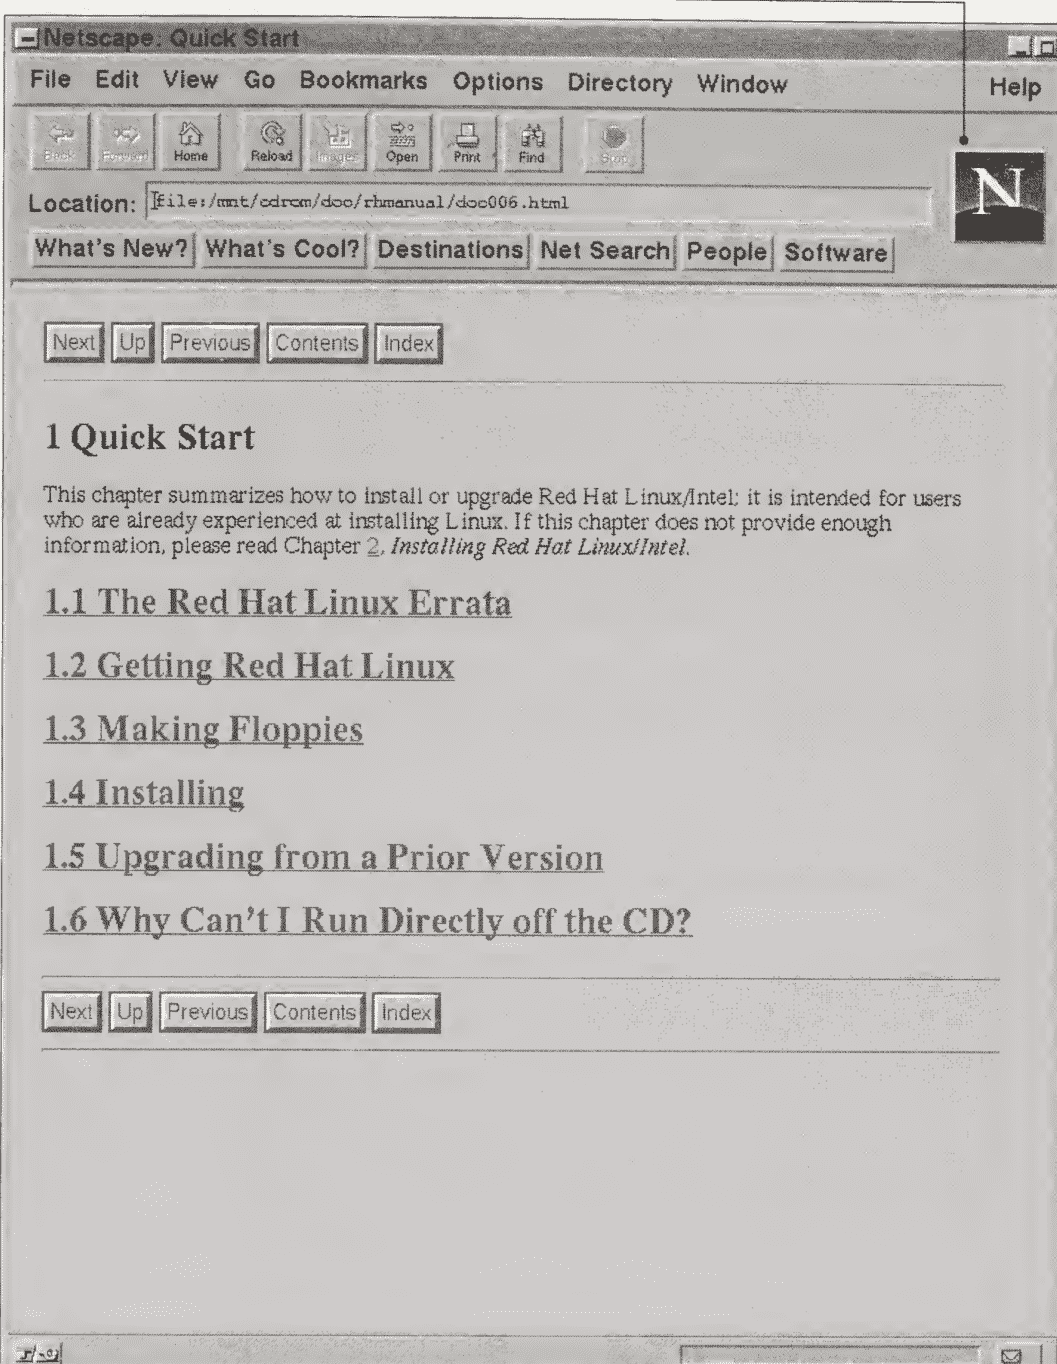 Netscape: Quick Start
File Edit View Go Bookmarks Options Directory Window Help
Back Forward Home Reload Images Open Print Find Stop
N
Location: file:/mnt/cdrom/doc/rhmanual/doc006.html
What's New? What's Cool? Destinations Net Search People Software
Next Up Previous Contents Index
1 Quick Start
This chapter summarizes how to install or upgrade Red Hat Linux/Intel; it is intended for users
who are already experienced at installing Linux. If this chapter does not provide enough
information, please read Chapter 2, Installing Red Hat Linux/Intel.
1.1 The Red Hat Linux Errata
1.2 Getting Red Hat Linux
1.3 Making Floppies
1.4 Installing
1.5 Upgrading from a Prior Version
1.6 Why Can't I Run Directly off the CD?
Next Up Previous Contents Index